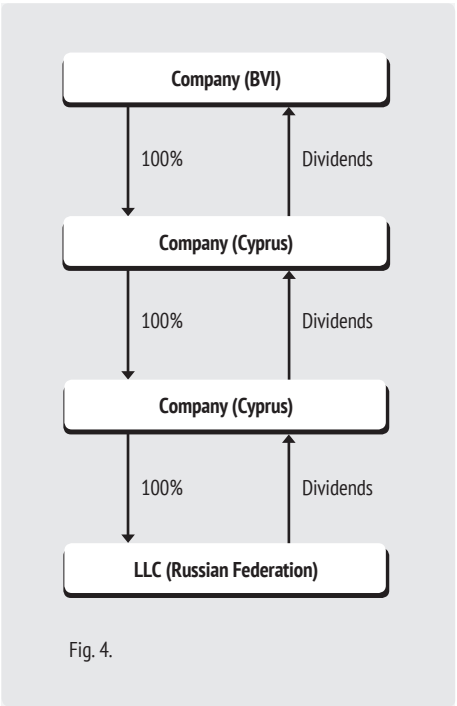 Company (BVI)
100%
Dividends
Company (Cyprus)
100%
Dividends
Company (Cyprus)
100%
Dividends
LLC (Russian Federation)
Fig. 4.